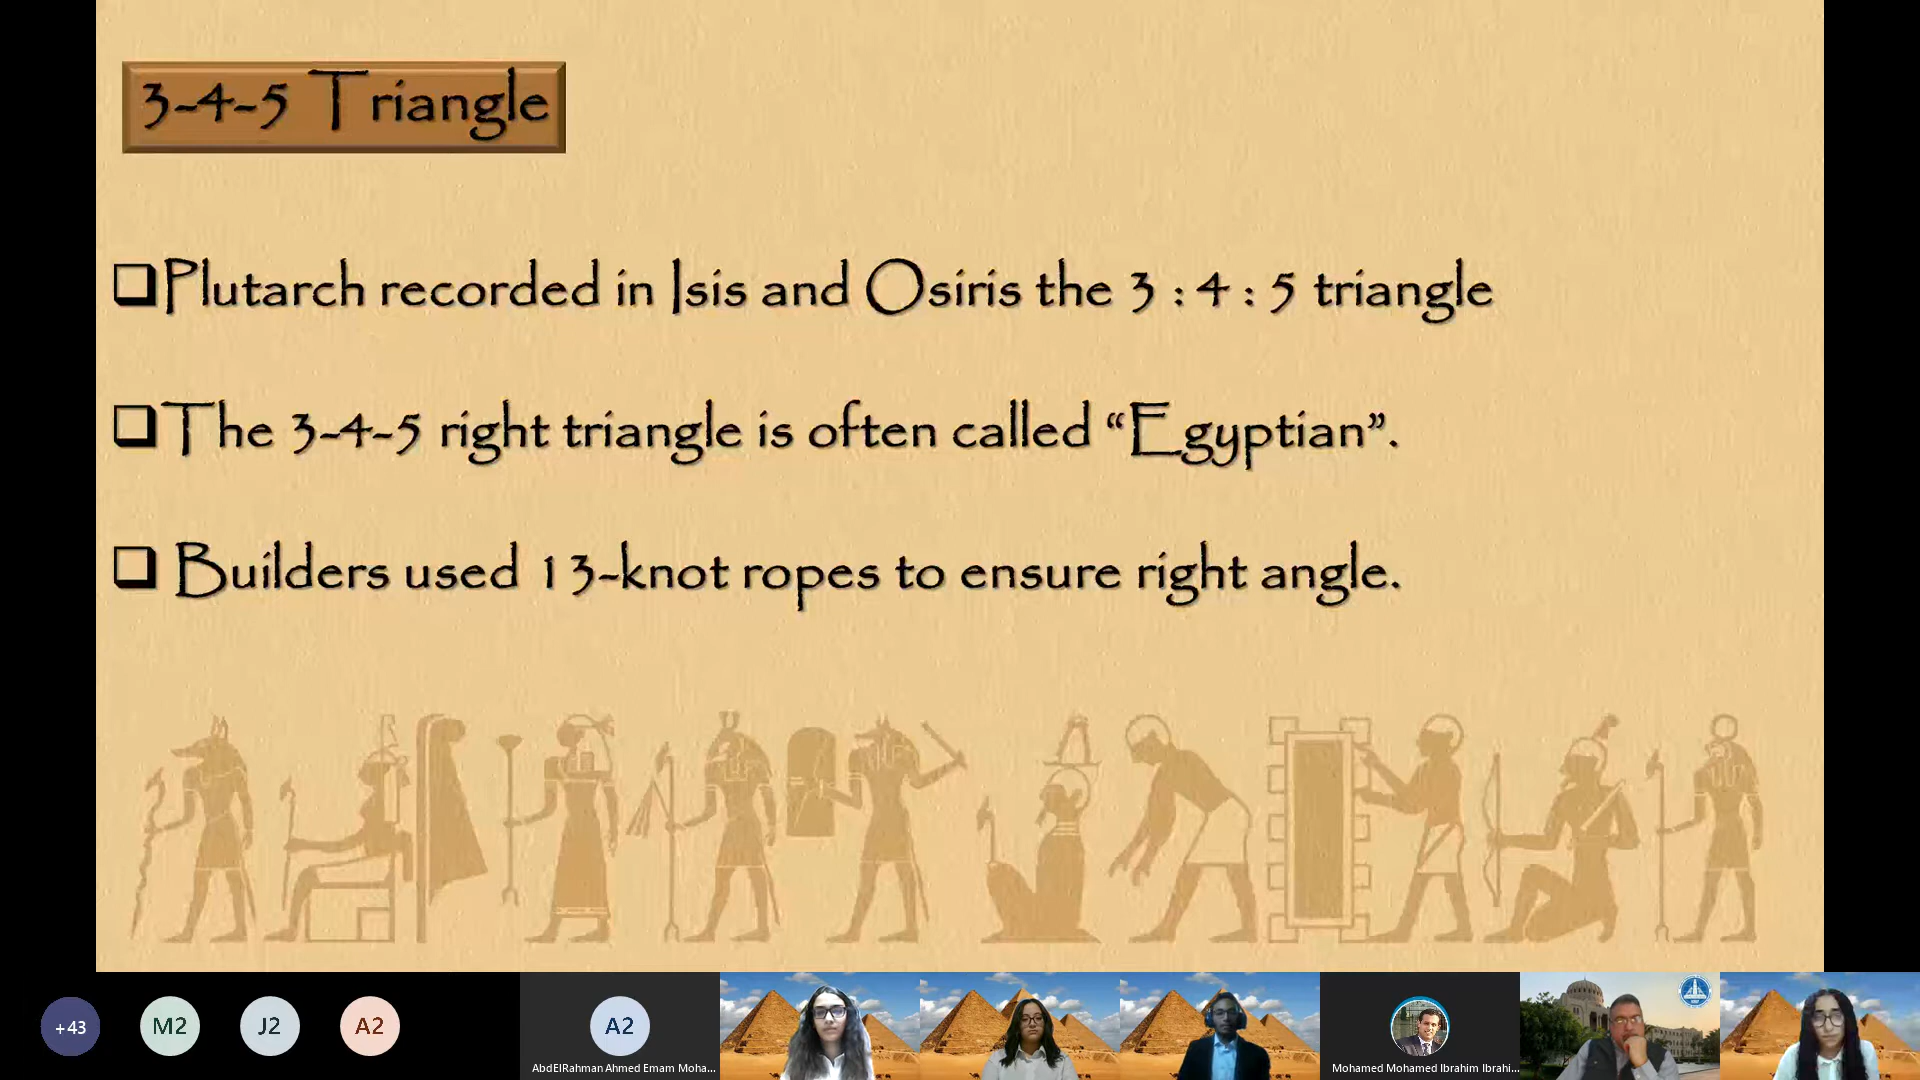 3-4-5 Triangle
Plutarch recorded in Isis and Osiris the 3 : 4 : 5 triangle
The 3-4-5 right triangle is often called “Egyptian”.
Builders used 13-knot ropes to ensure right angle.
+43
M2
J2
A2
A2
AbdElRahman Ahmed Emam Moha...
Mohamed Mohamed Ibrahim Ibrahi...